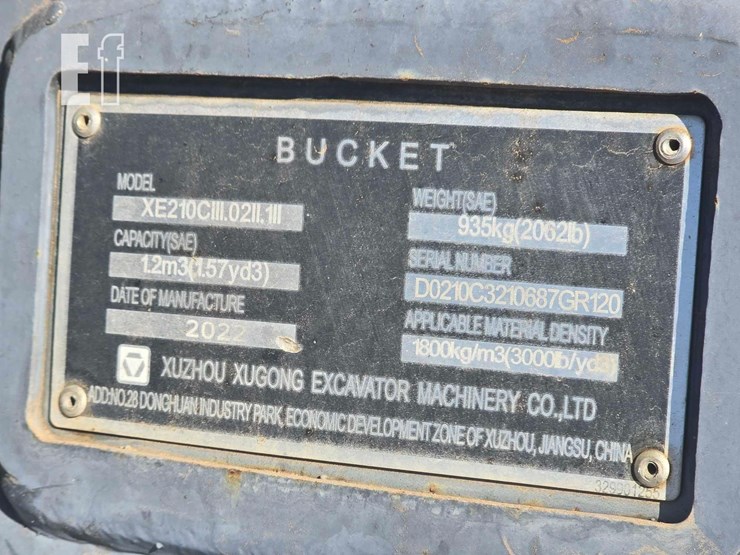 Ef
BUCKET
MODEL
XE210CIII.02II.1II
CAPACITY(SAE)
1.2m3(1.57yd3)
DATE OF MANUFACTURE
2022
WEIGHT(SAE)
935kg(2062lb)
SERIAL NUMBER
D0210C3210687GR120
APPLICABLE MATERIAL DENSITY
1800kg/m3(3000lb/yd3)
XUZHOU XUGONG EXCAVATOR MACHINERY CO.,LTD
ADD:NO.28 DONGHUAN INDUSTRY PARK, ECONOMIC DEVELOPMENT ZONE OF XUZHOU, JIANGSU, CHINA